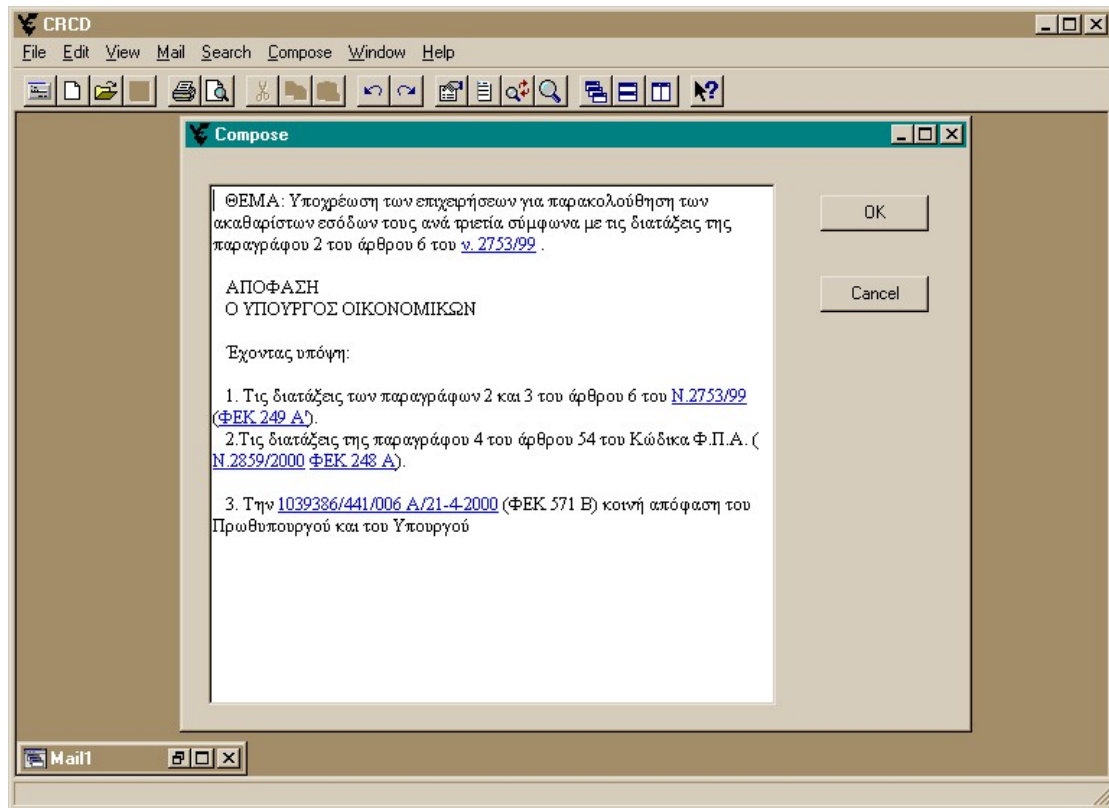 CRCD
File Edit View Mail Search Compose Window Help
Compose
ΘΕΜΑ: Υποχρέωση των επιχειρήσεων για παρακολούθηση των
ακαθαρίστων εσόδων τους ανά τριετία σύμφωνα με τις διατάξεις της
παραγράφου 2 του άρθρου 6 του ν. 2753/99 .
ΑΠΟΦΑΣΗ
Ο ΥΠΟΥΡΓΟΣ ΟΙΚΟΝΟΜΙΚΩΝ
Έχοντας υπόψη:
1. Τις διατάξεις των παραγράφων 2 και 3 του άρθρου 6 του Ν.2753/99
(ΦΕΚ 249 Α').
2.Τις διατάξεις της παραγράφου 4 του άρθρου 54 του Κώδικα Φ.Π.Α. (
Ν.2859/2000 ΦΕΚ 248 Α).
3. Την 1039386/441/006 Α/21-4-2000 (ΦΕΚ 571 Β) κοινή απόφαση του
Πρωθυπουργού και του Υπουργού
OK
Cancel
Mail1